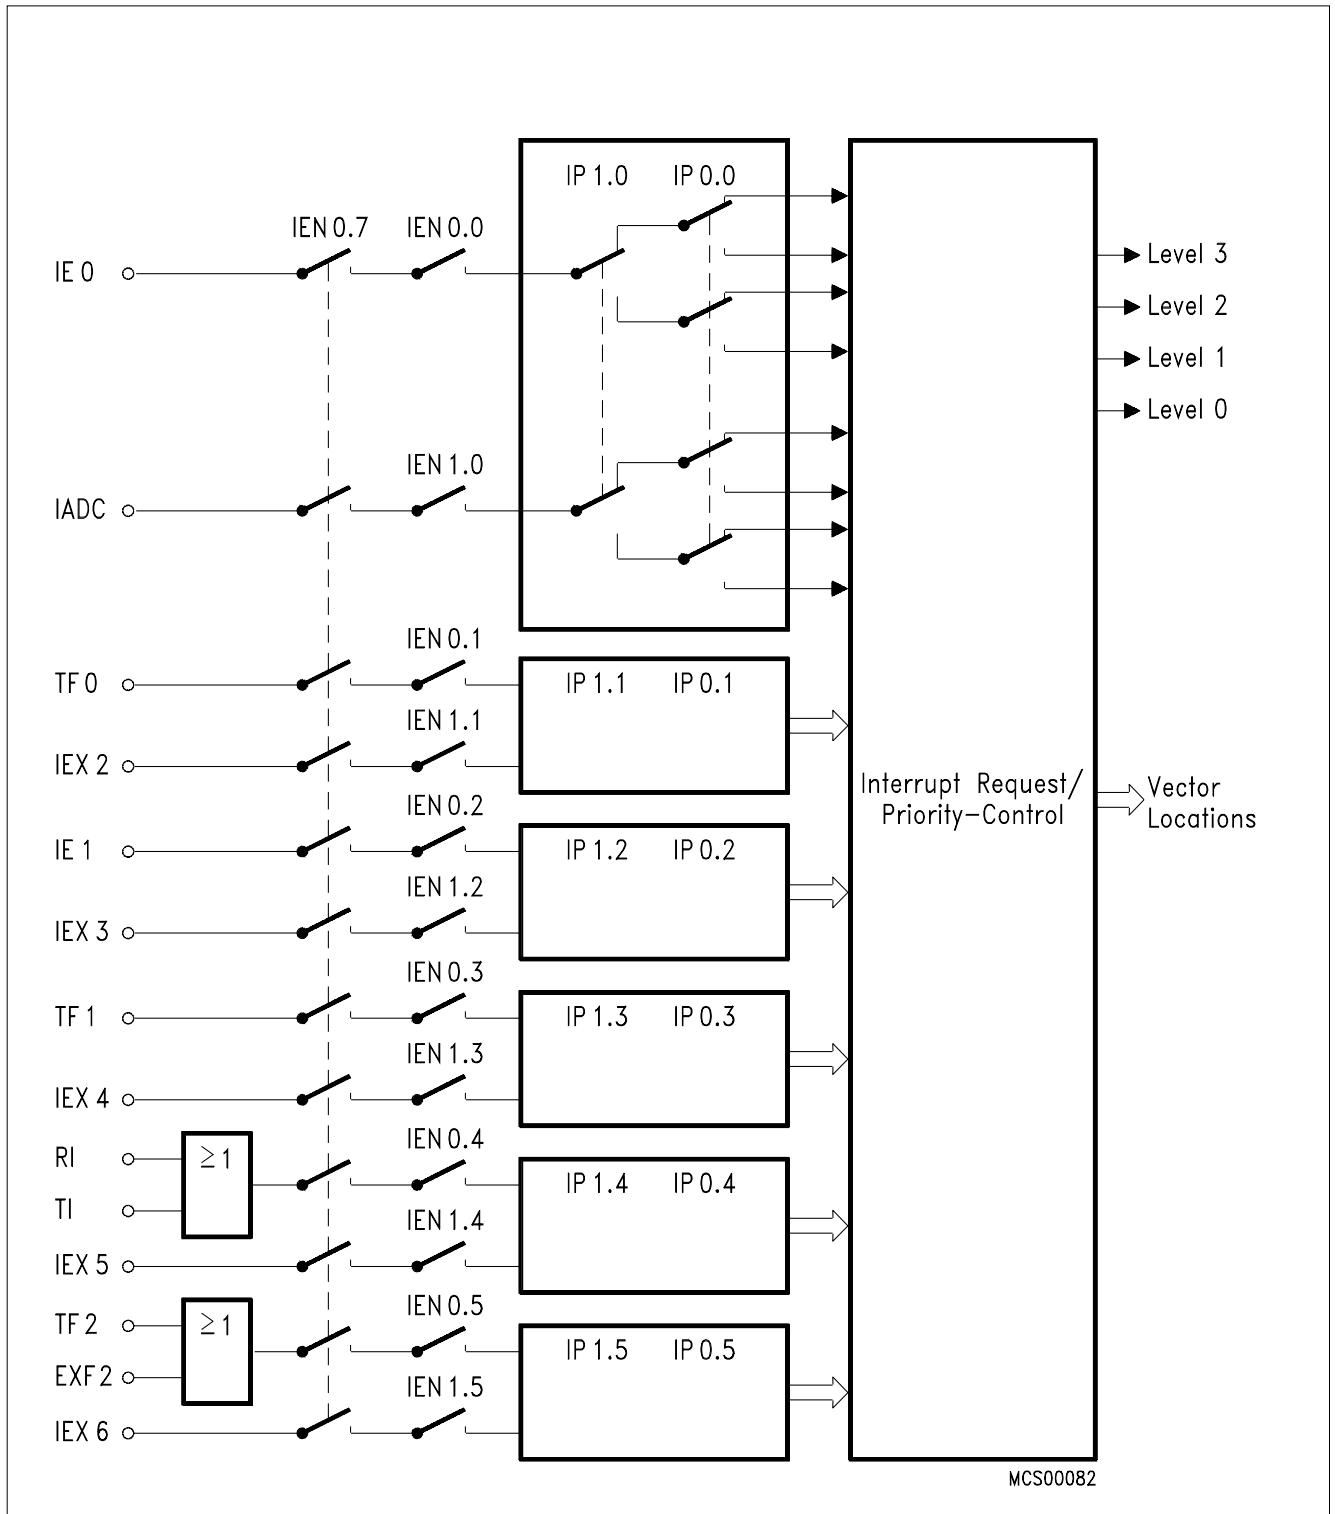 IP 1.0 IP 0.0
IEN 0.7 IEN 0.0
IE 0
Level 3
Level 2
Level 1
Level 0
IEN 1.0
IADC
IEN 0.1
TF 0
IP 1.1 IP 0.1
IEN 1.1
IEX 2
Interrupt Request/
Priority-Control
Vector
Locations
IEN 0.2
IE 1
IP 1.2 IP 0.2
IEN 1.2
IEX 3
IEN 0.3
TF 1
IP 1.3 IP 0.3
IEN 1.3
IEX 4
IEN 0.4
RI
≥1
TI
IP 1.4 IP 0.4
IEN 1.4
IEX 5
IEN 0.5
TF 2
≥1
EXF 2
IP 1.5 IP 0.5
IEN 1.5
IEX 6
MCS00082